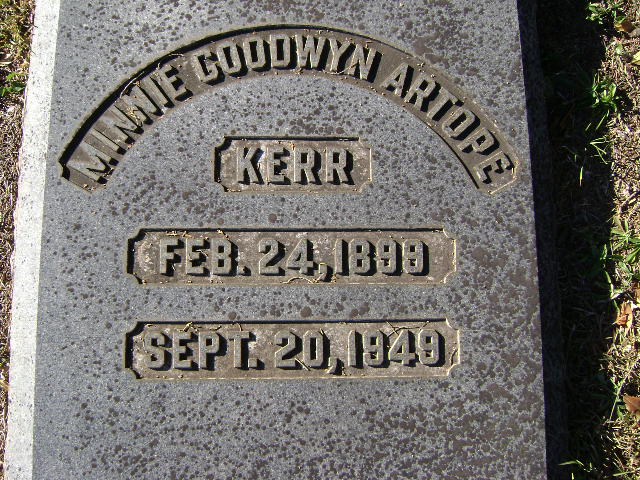 MINNIE GOODWYN ARTOPE
KERR
FEB. 24, 1899
SEPT. 20, 1949